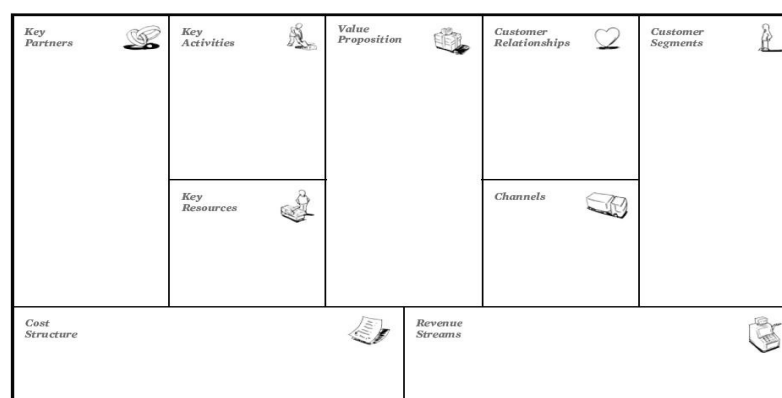 Key
Partners
Key
Activities
Value
Proposition
Customer
Relationships
Customer
Segments
Key
Resources
Channels
Cost
Structure
Revenue
Streams